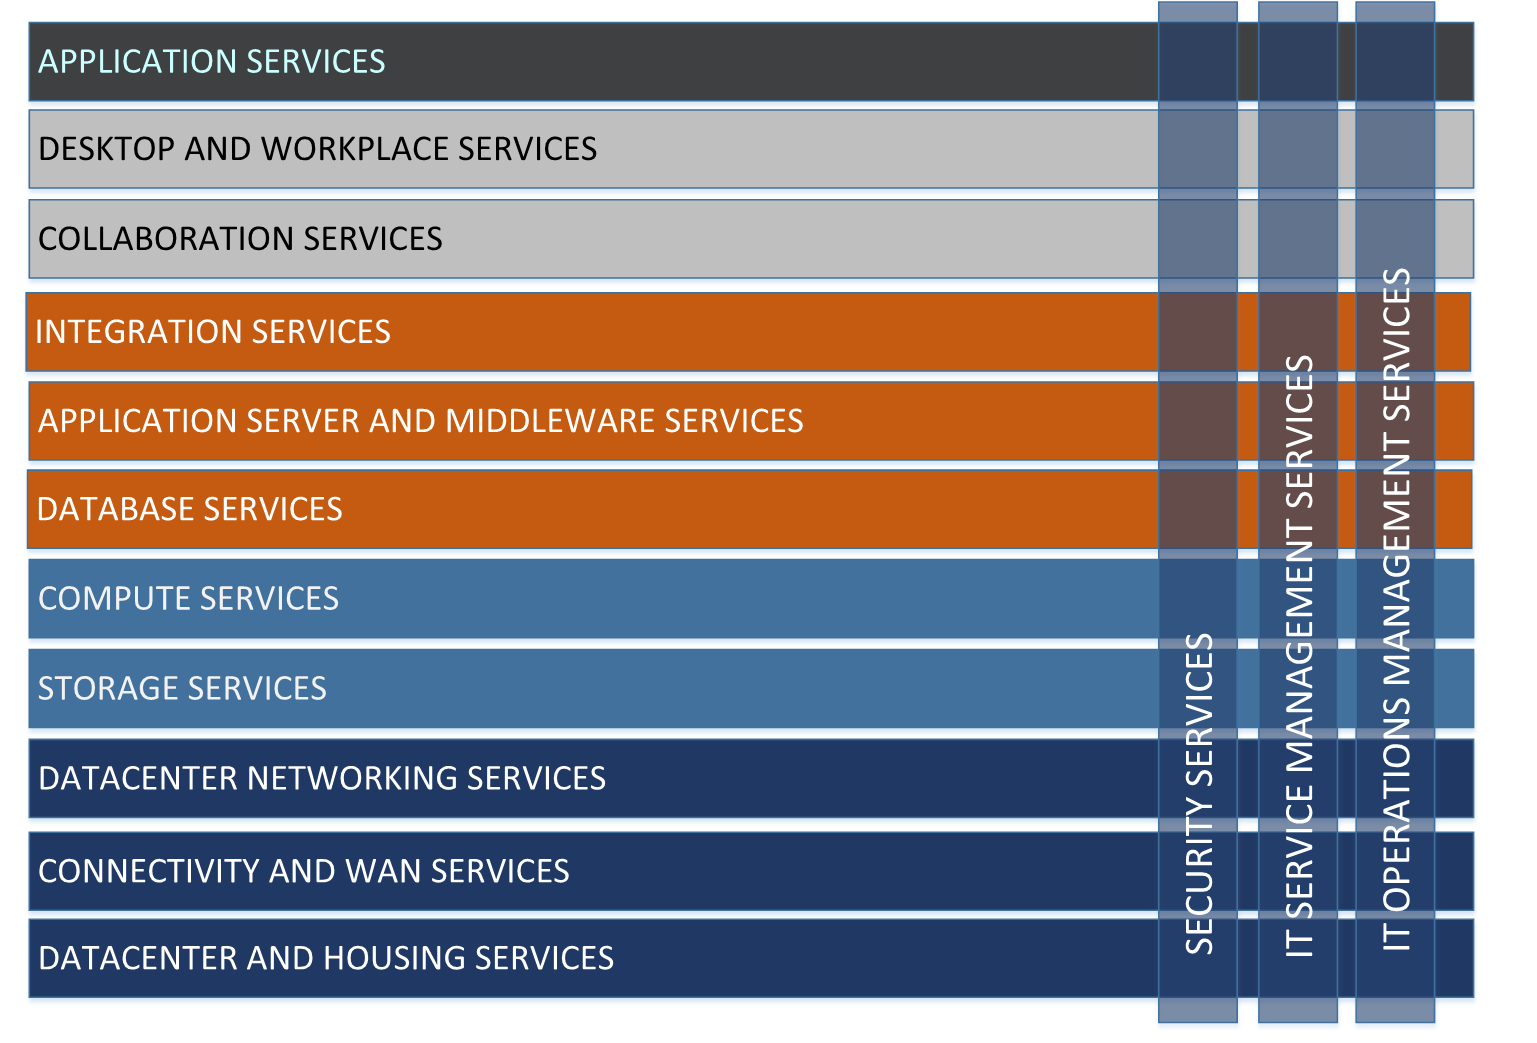 APPLICATION SERVICES
DESKTOP AND WORKPLACE SERVICES
COLLABORATION SERVICES
INTEGRATION SERVICES
APPLICATION SERVER AND MIDDLEWARE SERVICES
DATABASE SERVICES
COMPUTE SERVICES
STORAGE SERVICES
DATACENTER NETWORKING SERVICES
CONNECTIVITY AND WAN SERVICES
DATACENTER AND HOUSING SERVICES
SECURITY SERVICES
IT SERVICE MANAGEMENT SERVICES
IT OPERATIONS MANAGEMENT SERVICES